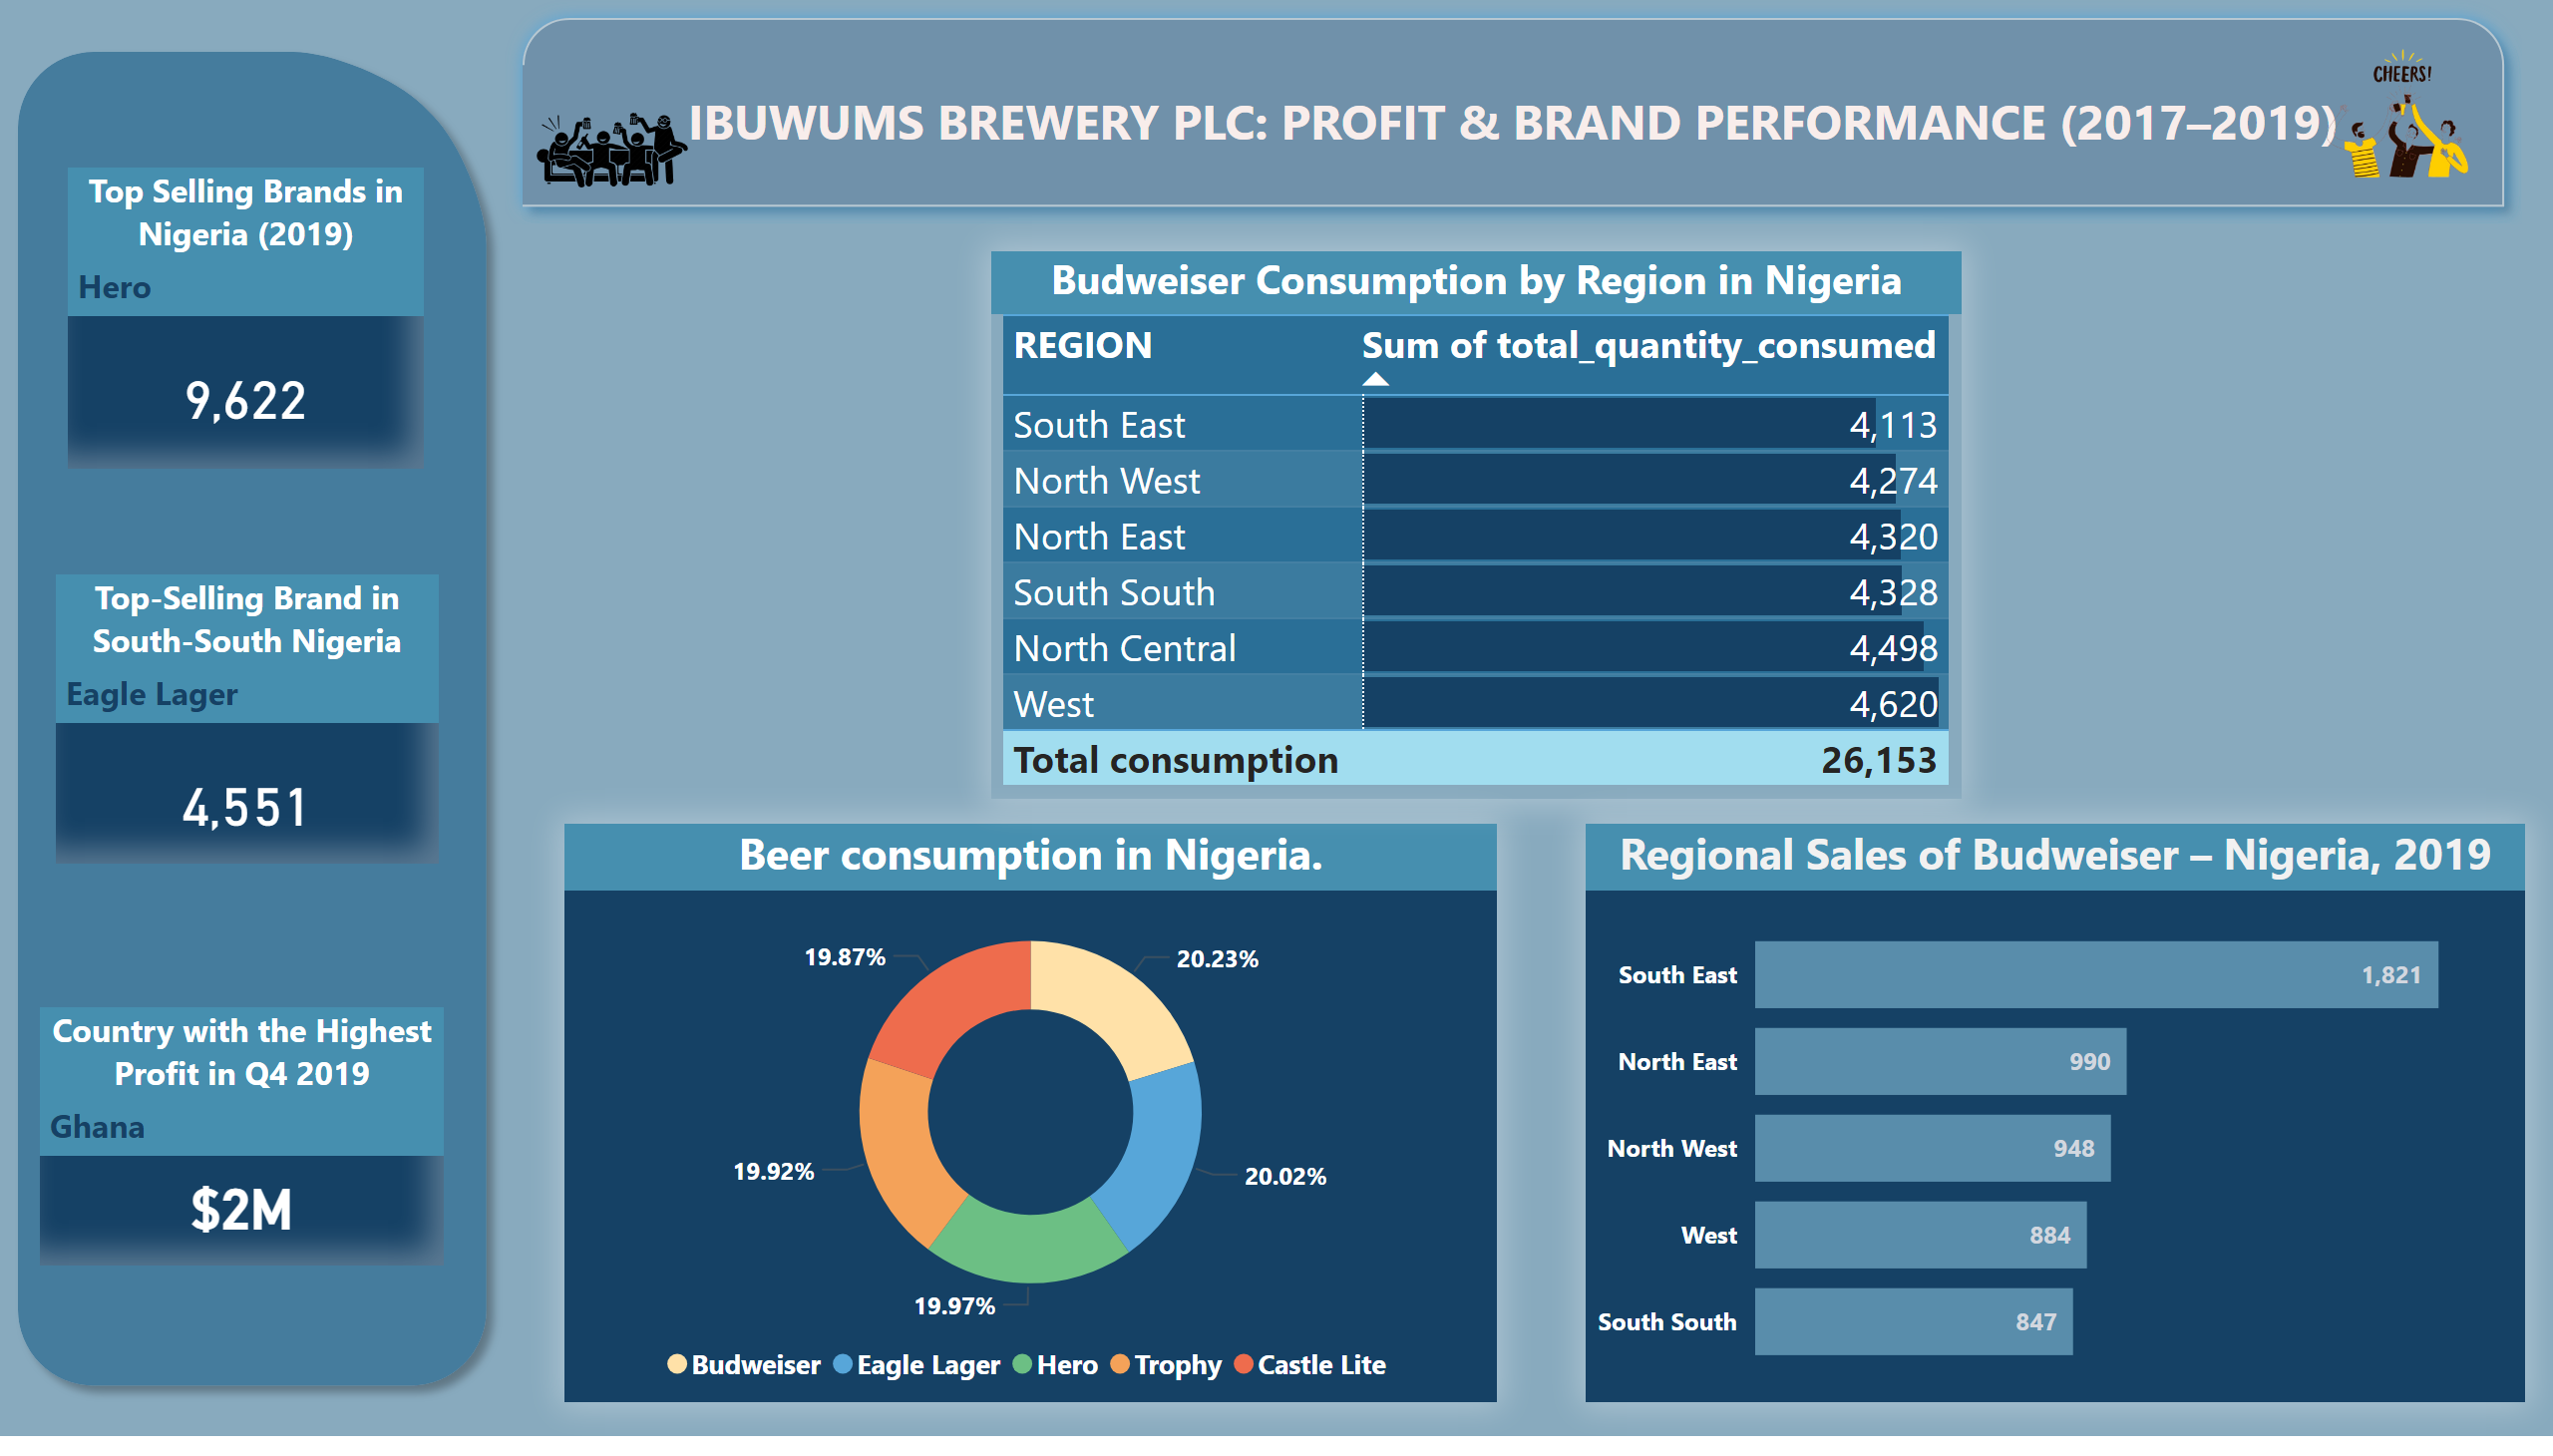 CHEERS!
IBUWUMS BREWERY PLC: PROFIT & BRAND PERFORMANCE (2017–2019)
Top Selling Brands in
Nigeria (2019)
Hero
9,622
Top-Selling Brand in
South-South Nigeria
Eagle Lager
4,551
Country with the Highest
Profit in Q4 2019
Ghana
$2M
Budweiser Consumption by Region in Nigeria
REGION Sum of total_quantity_consumed
South East 4,113
North West 4,274
North East 4,320
South South 4,328
North Central 4,498
West 4,620
Total consumption 26,153
Beer consumption in Nigeria.
19.87%
20.23%
19.92%
20.02%
19.97%
Budweiser Eagle Lager Hero Trophy Castle Lite
Regional Sales of Budweiser – Nigeria, 2019
South East 1,821
North East 990
North West 948
West 884
South South 847